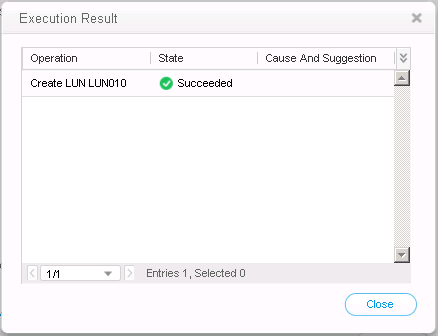 Execution Result
Operation State Cause And Suggestion
Create LUN LUN010 Succeeded
1/1 Entries 1, Selected 0
Close